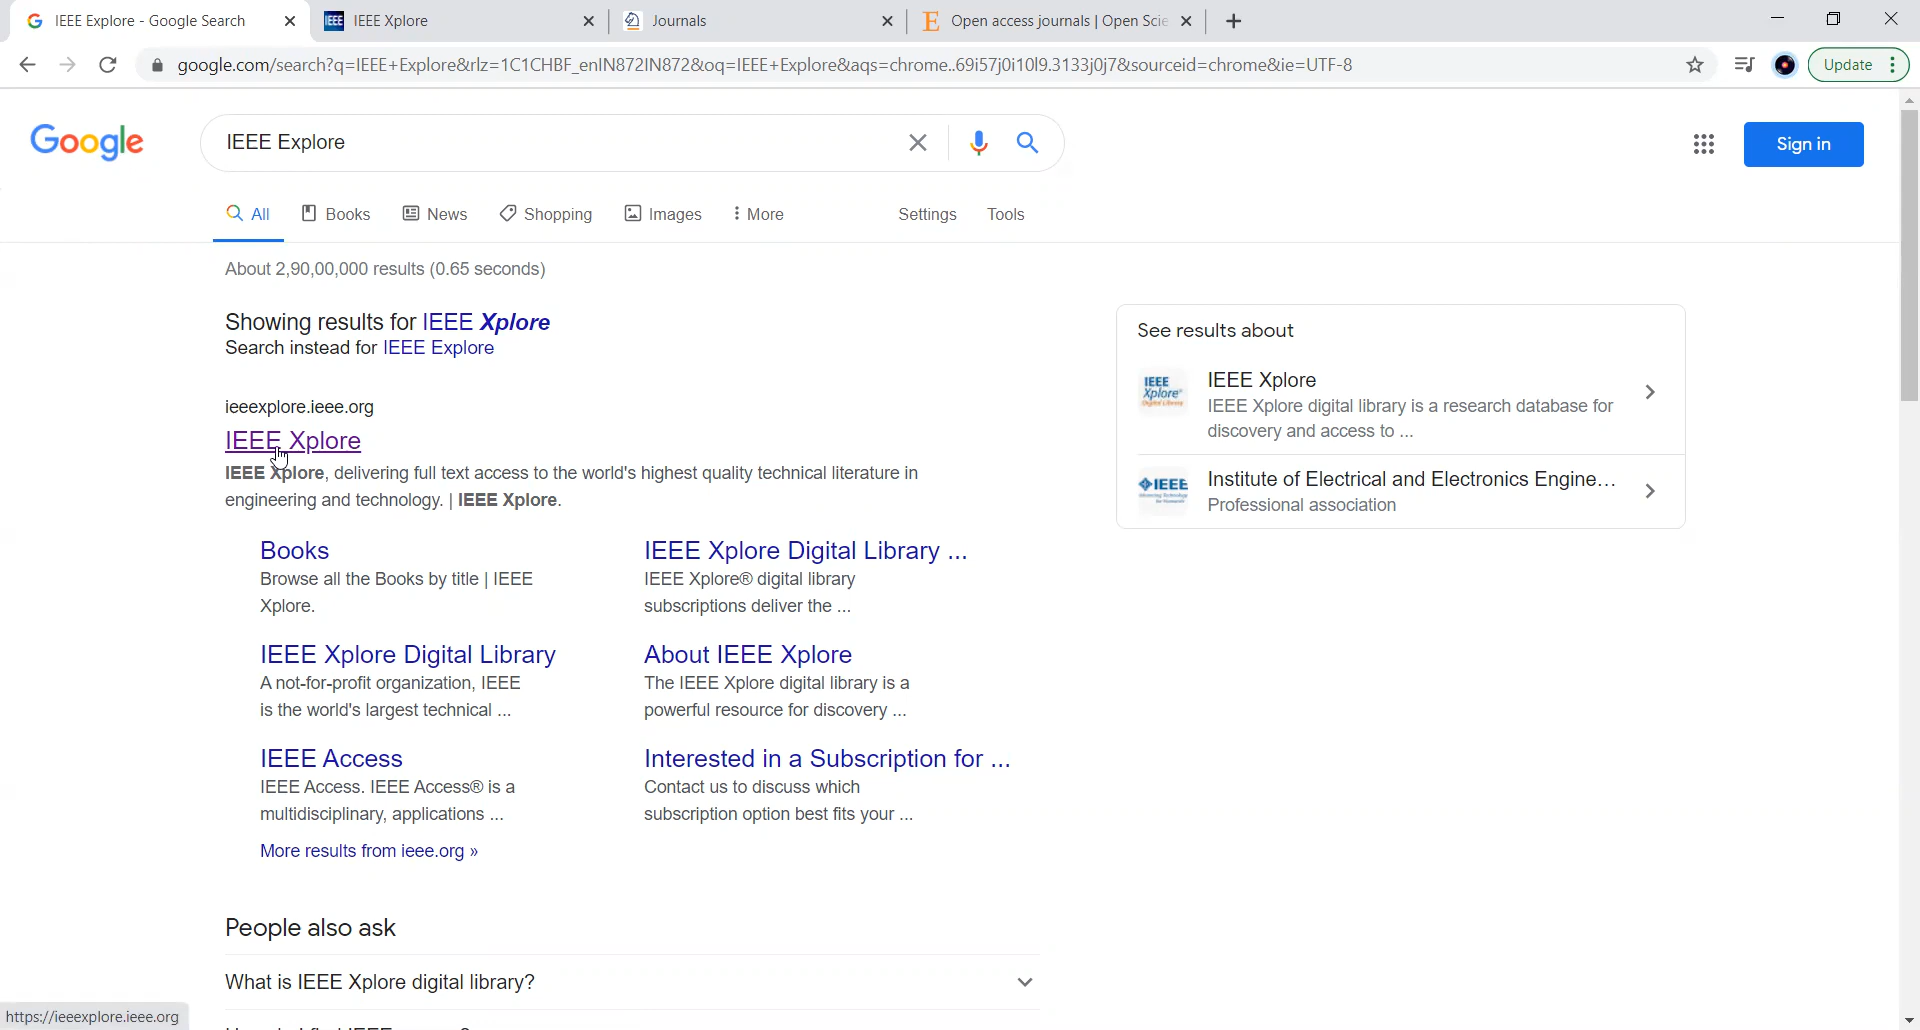 IEEE Explore - Google Search
IEEE Xplore
Journals
Open access journals | Open Scie
google.com/search?q=IEEE+Explore&rlz=1C1CHBF_enIN872IN872&oq=IEEE+Explore&aqs=chrome..69i57j0i10l9.3133j0j7&sourceid=chrome&ie=UTF-8
Update
Google
IEEE Explore
Sign in
All
Books
News
Shopping
Images
More
Settings
Tools
About 2,90,00,000 results (0.65 seconds)
Showing results for IEEE Xplore
Search instead for IEEE Explore
ieeexplore.ieee.org
IEEE Xplore
IEEE Xplore, delivering full text access to the world's highest quality technical literature in
engineering and technology. | IEEE Xplore.
Books
Browse all the Books by title | IEEE
Xplore.
IEEE Xplore Digital Library ...
IEEE Xplore® digital library
subscriptions deliver the ...
IEEE Xplore Digital Library
A not-for-profit organization, IEEE
is the world's largest technical ...
About IEEE Xplore
The IEEE Xplore digital library is a
powerful resource for discovery ...
IEEE Access
IEEE Access. IEEE Access® is a
multidisciplinary, applications ...
Interested in a Subscription for ...
Contact us to discuss which
subscription option best fits your ...
More results from ieee.org »
People also ask
What is IEEE Xplore digital library?
See results about
IEEE
Xplore®
Digital Library
IEEE Xplore
IEEE Xplore digital library is a research database for
discovery and access to ...
IEEE
Institute of Electrical and Electronics Engine...
Professional association
https://ieeexplore.ieee.org